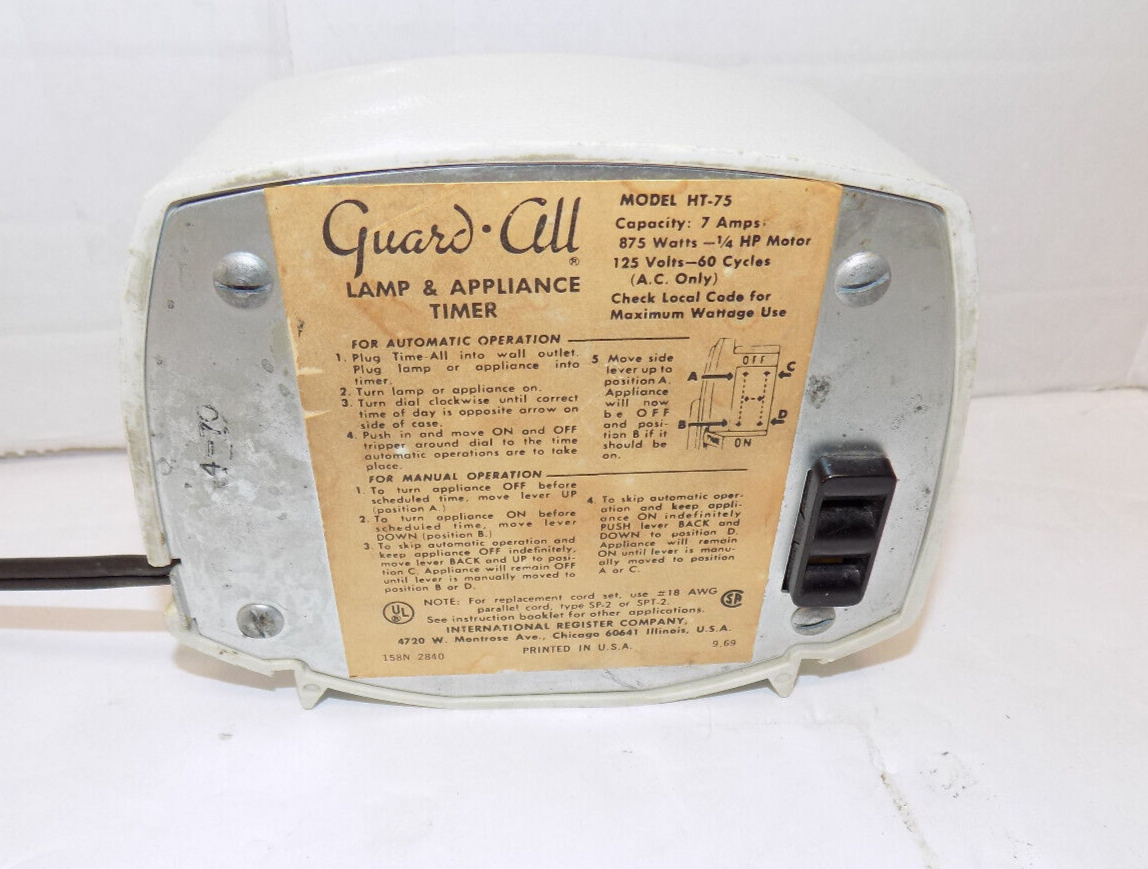 Guard·All ®
LAMP & APPLIANCE
TIMER
MODEL HT-75
Capacity: 7 Amps.
875 Watts — 1/4 HP Motor
125 Volts—60 Cycles
(A.C. Only)
Check Local Code for
Maximum Wattage Use
FOR AUTOMATIC OPERATION
1. Plug Time-All into wall outlet.
Plug lamp or appliance into
timer.
2. Turn lamp or appliance on.
3. Turn dial clockwise until correct
time of day is opposite arrow on
side of case.
4. Push in and move ON and OFF
tripper around dial to the time
automatic operations are to take
place.
5 Move side
lever up to
position A.
Appliance
will now
be OFF
and posi-
tion B if it
should be
on.
OFF
A
C
B
D
ON
FOR MANUAL OPERATION
1. To turn appliance OFF before
scheduled time, move lever UP
(position A.)
2. To turn appliance ON before
scheduled time, move lever
DOWN (position B.)
3. To skip automatic operation and
keep appliance OFF indefinitely,
move lever BACK and UP to posi-
tion C. Appliance will remain OFF
until lever is manually moved to
position B or D.
4. To skip automatic oper-
ation and keep appli-
ance ON indefinitely
PUSH lever BACK and
DOWN to position D.
Appliance will remain
ON until lever is manu-
ally moved to position
A or C.
UL ®
NOTE: For replacement cord set, use #18 AWG
parallel cord, type SP-2 or SPT-2.
See instruction booklet for other applications.
INTERNATIONAL REGISTER COMPANY,
4720 W. Montrose Ave., Chicago 60641 Illinois, U.S.A.
158N 2840
PRINTED IN U.S.A.
9.69
SA
4-70